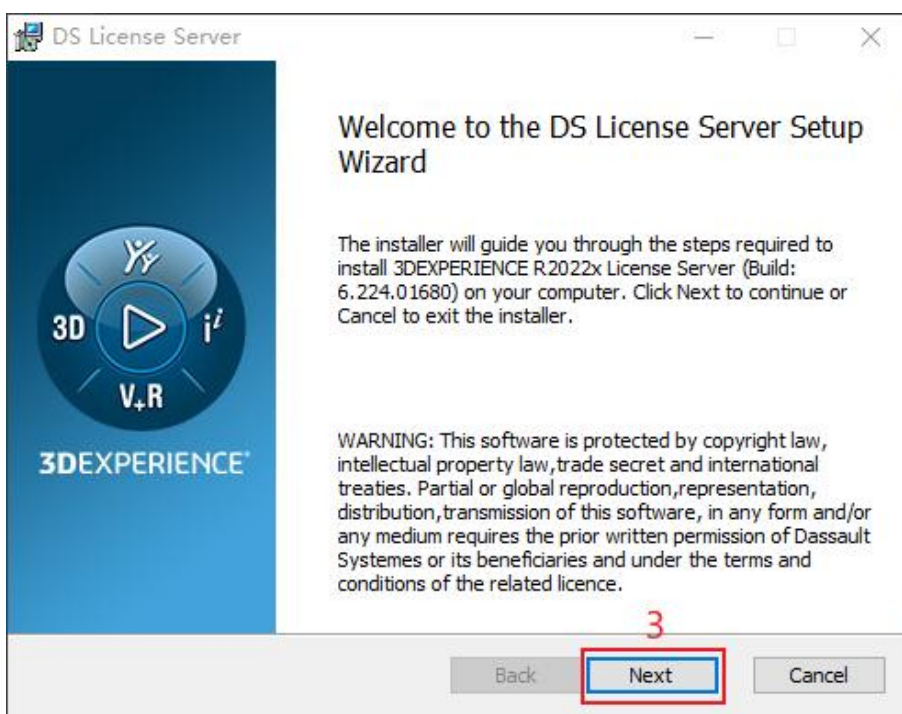 DS License Server
Welcome to the DS License Server Setup
Wizard
The installer will guide you through the steps required to
install 3DEXPERIENCE R2022x License Server (Build:
6.224.01680) on your computer. Click Next to continue or
Cancel to exit the installer.
3D
i^i
V+R
3DEXPERIENCE
WARNING: This software is protected by copyright law,
intellectual property law,trade secret and international
treaties. Partial or global reproduction,representation,
distribution,transmission of this software, in any form and/or
any medium requires the prior written permission of Dassault
Systemes or its beneficiaries and under the terms and
conditions of the related licence.
3
Back
Next
Cancel